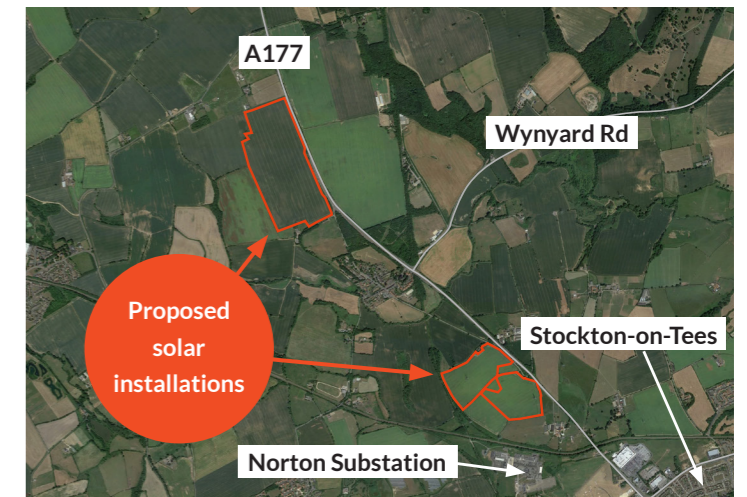 A177
Wynyard Rd
Proposed
solar
installations
Stockton-on-Tees
Norton Substation